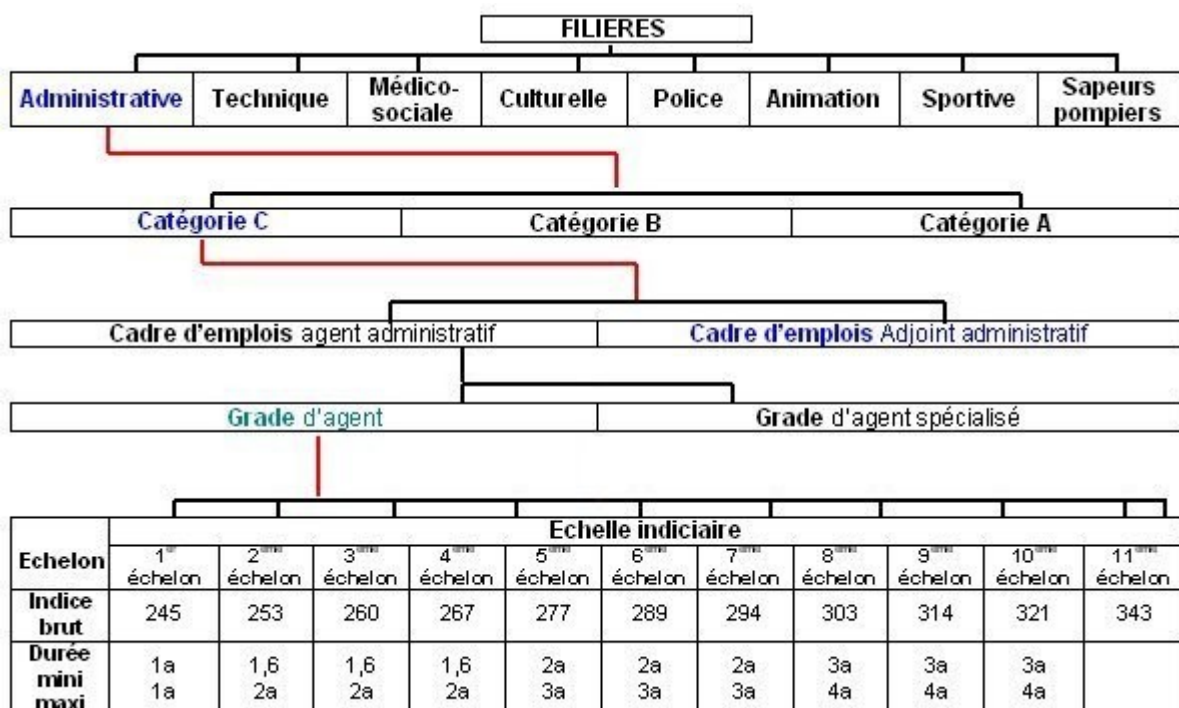 FILIERES
Administrative Technique Médico-sociale Culturelle Police Animation Sportive Sapeurs pompiers
Catégorie C Catégorie B Catégorie A
Cadre d'emplois agent administratif Cadre d'emplois Adjoint administratif
Grade d'agent Grade d'agent spécialisé
Echelle indiciaire
Echelon 1er échelon 2ème échelon 3ème échelon 4ème échelon 5ème échelon 6ème échelon 7ème échelon 8ème échelon 9ème échelon 10ème échelon 11ème échelon
Indice brut 245 253 260 267 277 289 294 303 314 321 343
Durée mini maxi
1a 1,6 1,6 1,6 2a 2a 2a 3a 3a 3a
1a 2a 2a 2a 3a 3a 3a 4a 4a 4a